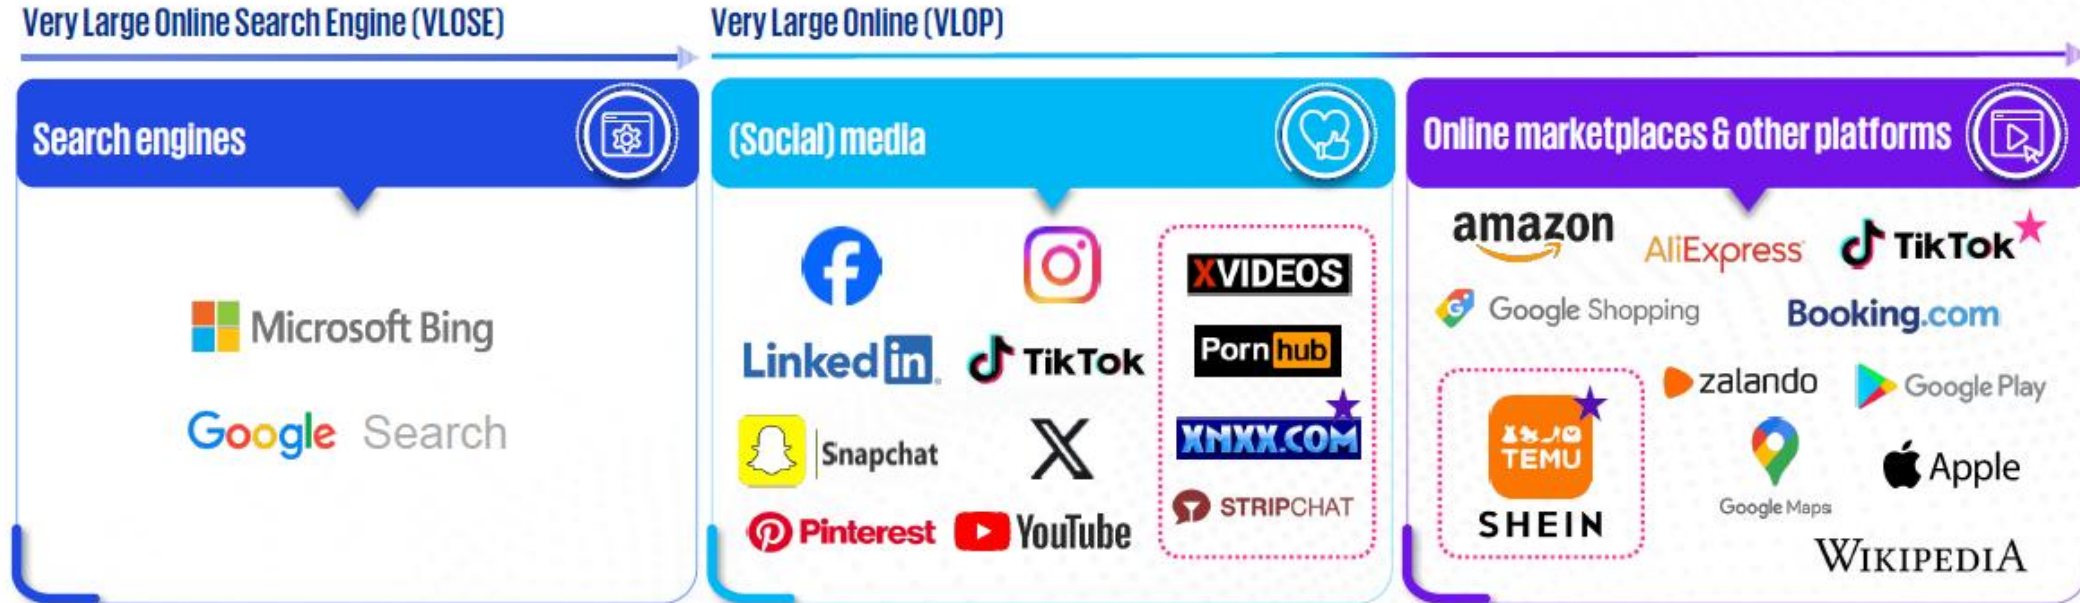 Very Large Online Search Engine (VLOSE)
Very Large Online (VLOP)
Search engines
Microsoft Bing
Google Search
(Social) media
LinkedIn
TikTok
Snapchat
X
Pinterest
YouTube
XVIDEOS
Pornhub
XNXX.COM
STRIPCHAT
Online marketplaces & other platforms
amazon
AliExpress
TikTok
Google Shopping
Booking.com
TEMU
SHEIN
zalando
Google Play
Google Maps
Apple
WIKIPEDIA